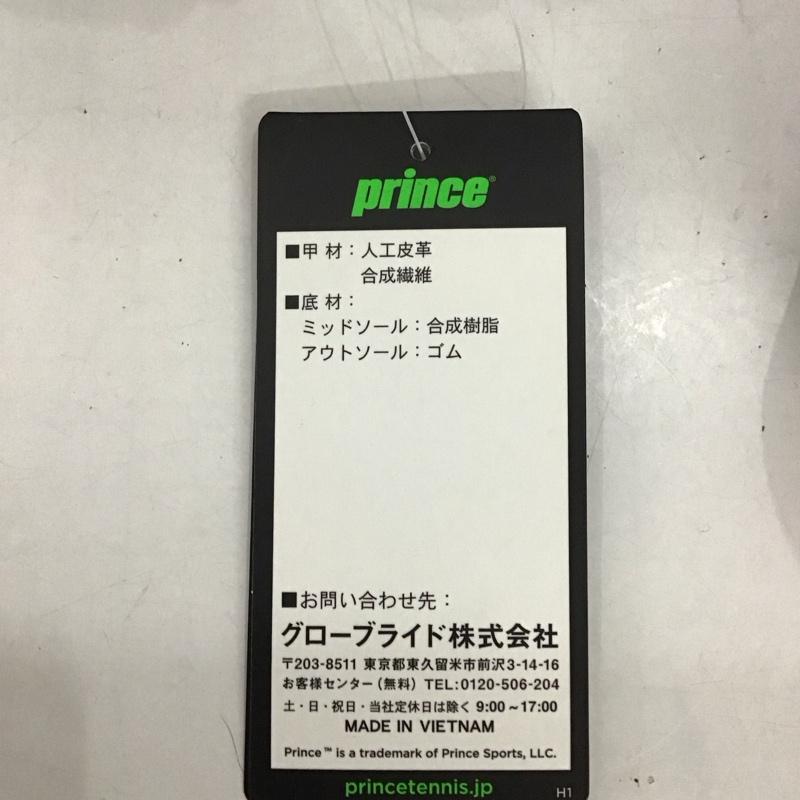 prince®
■甲 材：人工皮革
合成繊維
■底 材：
ミッドソール：合成樹脂
アウトソール：ゴム
■お問い合わせ先：
グローブライド株式会社
〒203-8511 東京都東久留米市前沢3-14-16
お客様センター（無料） TEL:0120-506-204
土・日・祝日・当社定休日は除く 9:00～17:00
MADE IN VIETNAM
Prince™ is a trademark of Prince Sports, LLC.
princetennis.jp
H1